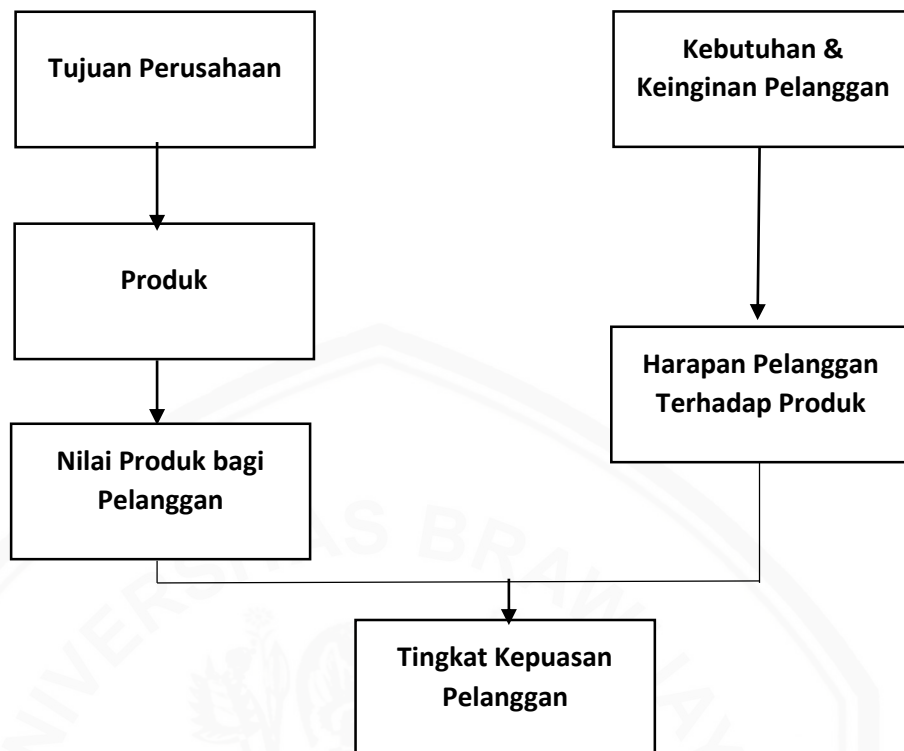 Tujuan Perusahaan
Kebutuhan &
Keinginan Pelanggan
Produk
Harapan Pelanggan
Terhadap Produk
Nilai Produk bagi
Pelanggan
Tingkat Kepuasan
Pelanggan